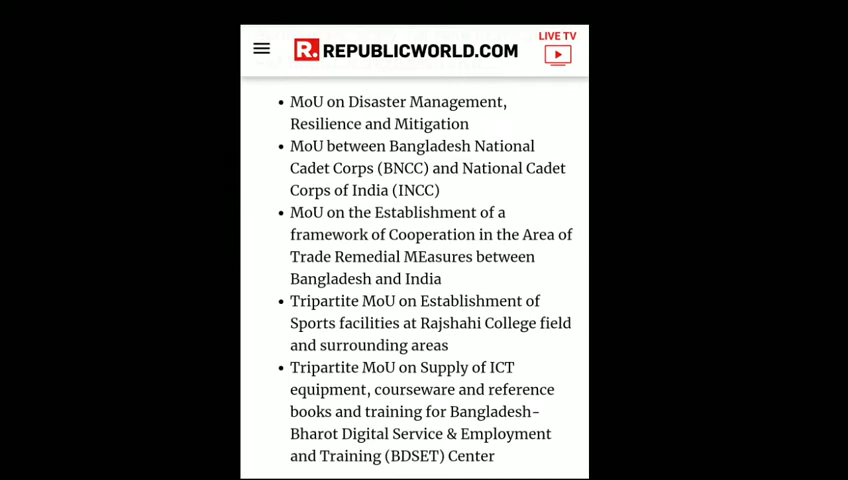 LIVE TV
R. REPUBLICWORLD.COM
• MoU on Disaster Management,
Resilience and Mitigation
• MoU between Bangladesh National
Cadet Corps (BNCC) and National Cadet
Corps of India (INCC)
• MoU on the Establishment of a
framework of Cooperation in the Area of
Trade Remedial MEasures between
Bangladesh and India
• Tripartite MoU on Establishment of
Sports facilities at Rajshahi College field
and surrounding areas
• Tripartite MoU on Supply of ICT
equipment, courseware and reference
books and training for Bangladesh-
Bharot Digital Service & Employment
and Training (BDSET) Center